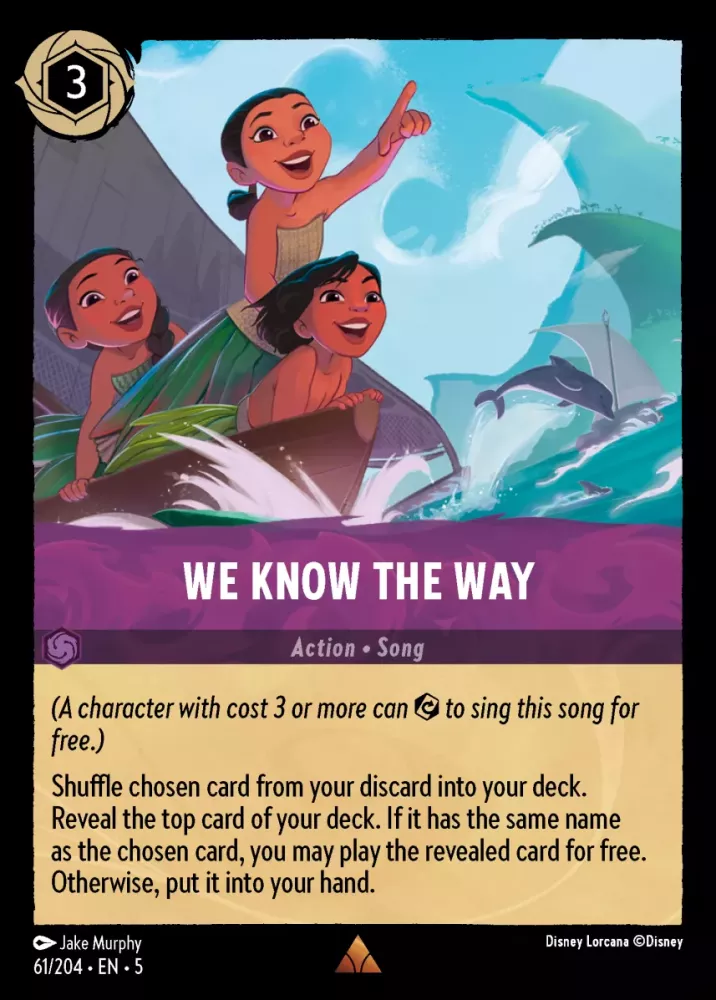 3
WE KNOW THE WAY
Action • Song
(A character with cost 3 or more can to sing this song for
free.)
Shuffle chosen card from your discard into your deck.
Reveal the top card of your deck. If it has the same name
as the chosen card, you may play the revealed card for free.
Otherwise, put it into your hand.
Jake Murphy
Disney Lorcana ©Disney
61/204 • EN • 5